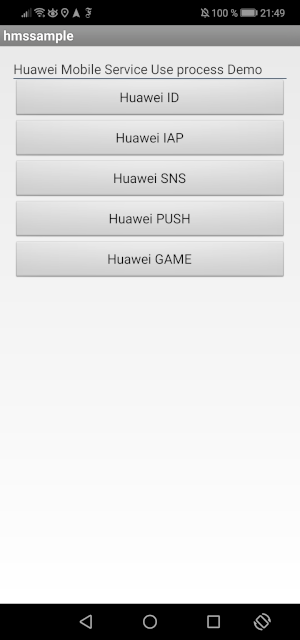 100 % 21:49
hmssample
Huawei Mobile Service Use process Demo
Huawei ID
Huawei IAP
Huawei SNS
Huawei PUSH
Huawei GAME